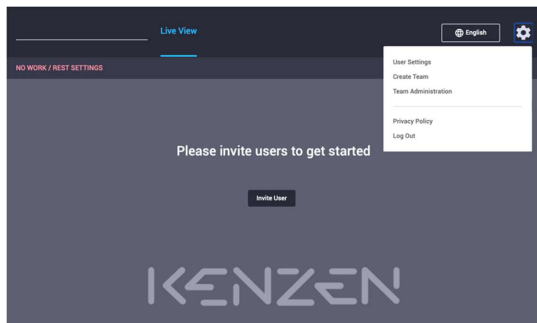 Live View
English
NO WORK / REST SETTINGS
User Settings
Create Team
Team Administration
Privacy Policy
Log Out
Please invite users to get started
Invite User
KENZEN